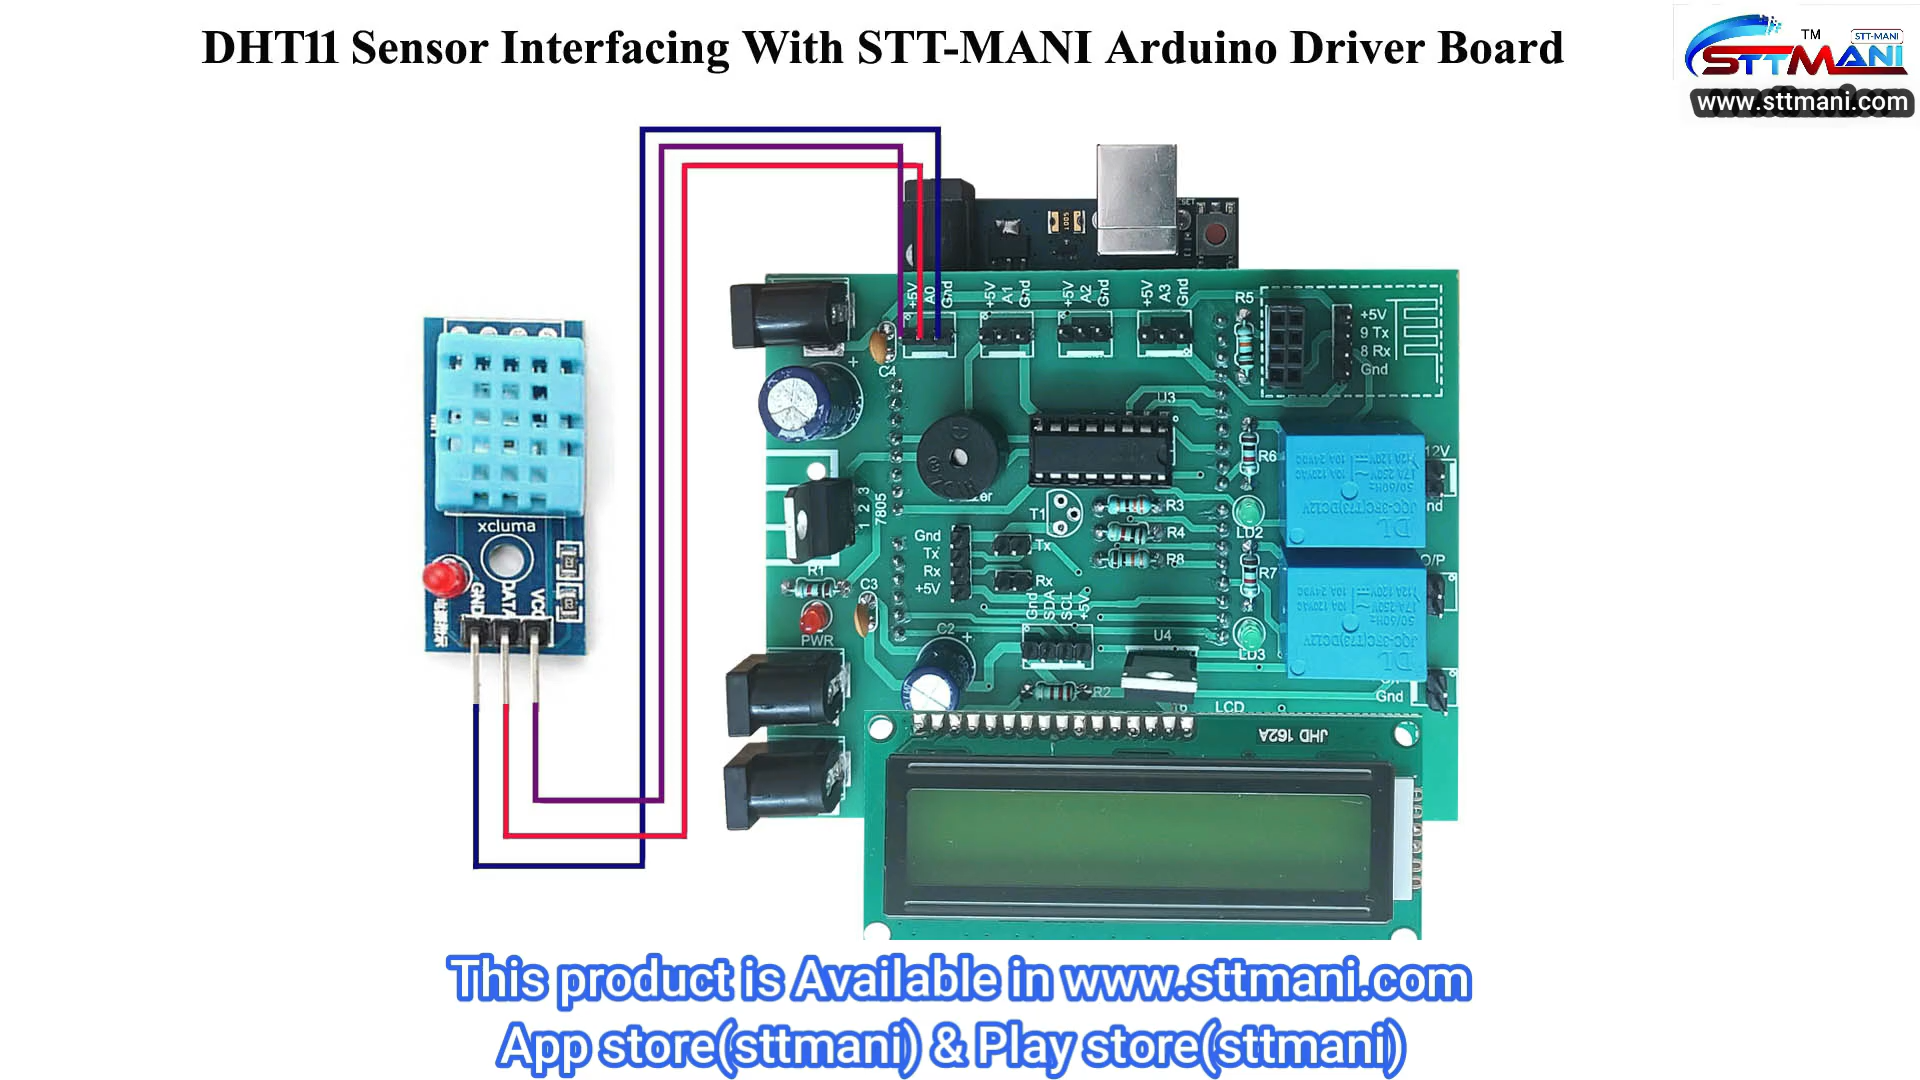 DHT11 Sensor Interfacing With STT-MANI Arduino Driver Board
TM
STT-MANI
STTMANI
www.sttmani.com
+5V
A0
Gnd
+5V
A1
Gnd
+5V
A2
Gnd
+5V
A3
Gnd
R5
+5V
9 Tx
8 Rx
Gnd
C4
U3
R6
12V
xcluma
GND
DATA
VCC
7805
1 2 3
T1
R3
R4
R8
LD2
Gnd
Tx
Rx
+5V
Tx
Rx
R7
O/P
R1
C3
Gnd
SDA
SCL
+5V
PWR
C2
U4
LD3
R2
Gnd
LCD
JHD 162A
This product is Available in www.sttmani.com
App store(sttmani) & Play store(sttmani)